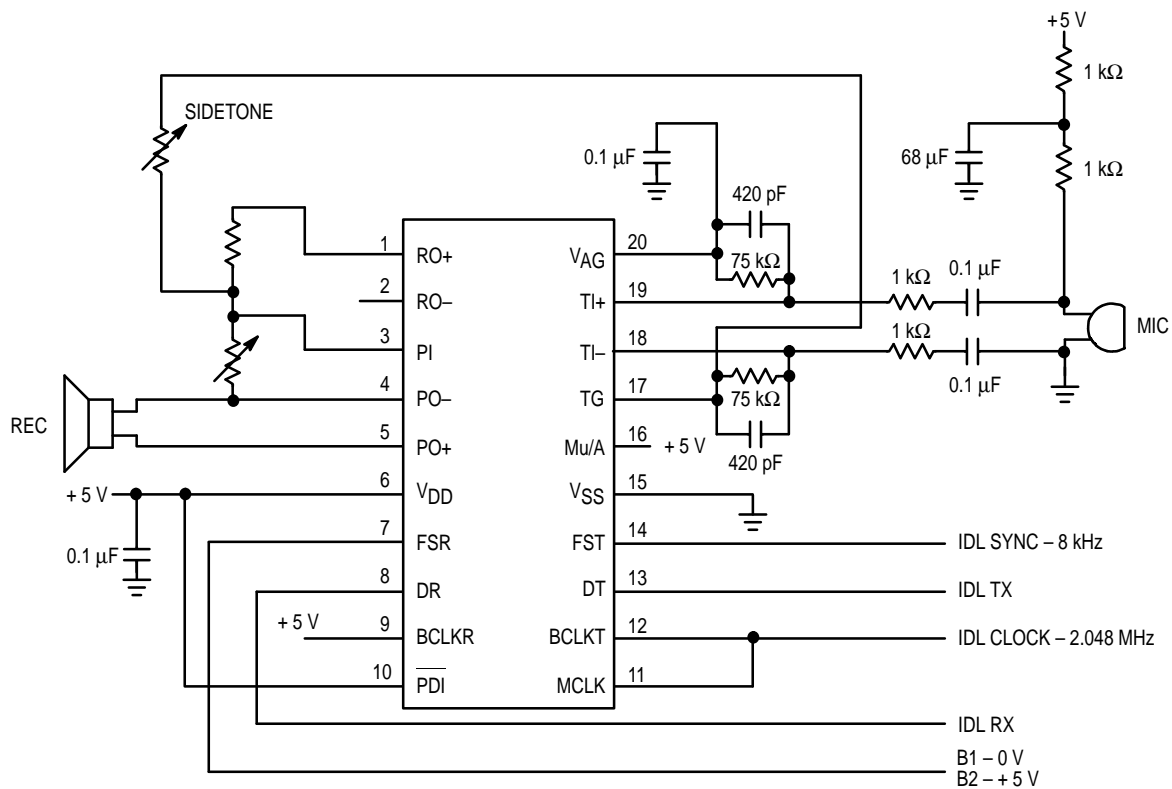 +5 V
1 kΩ
SIDETONE
0.1 µF
68 µF
1 kΩ
420 pF
1 RO+
VAG 20
75 kΩ
1 kΩ
0.1 µF
2 RO–
TI+ 19
MIC
1 kΩ
3 PI
TI– 18
0.1 µF
4 PO–
TG 17
75 kΩ
REC
5 PO+
Mu/A 16
+ 5 V
420 pF
+ 5 V
6 VDD
VSS 15
7 FSR
FST 14
IDL SYNC – 8 kHz
0.1 µF
8 DR
DT 13
IDL TX
+ 5 V
9 BCLKR
BCLKT 12
IDL CLOCK – 2.048 MHz
10 PDI
MCLK 11
IDL RX
B1 – 0 V
B2 – + 5 V